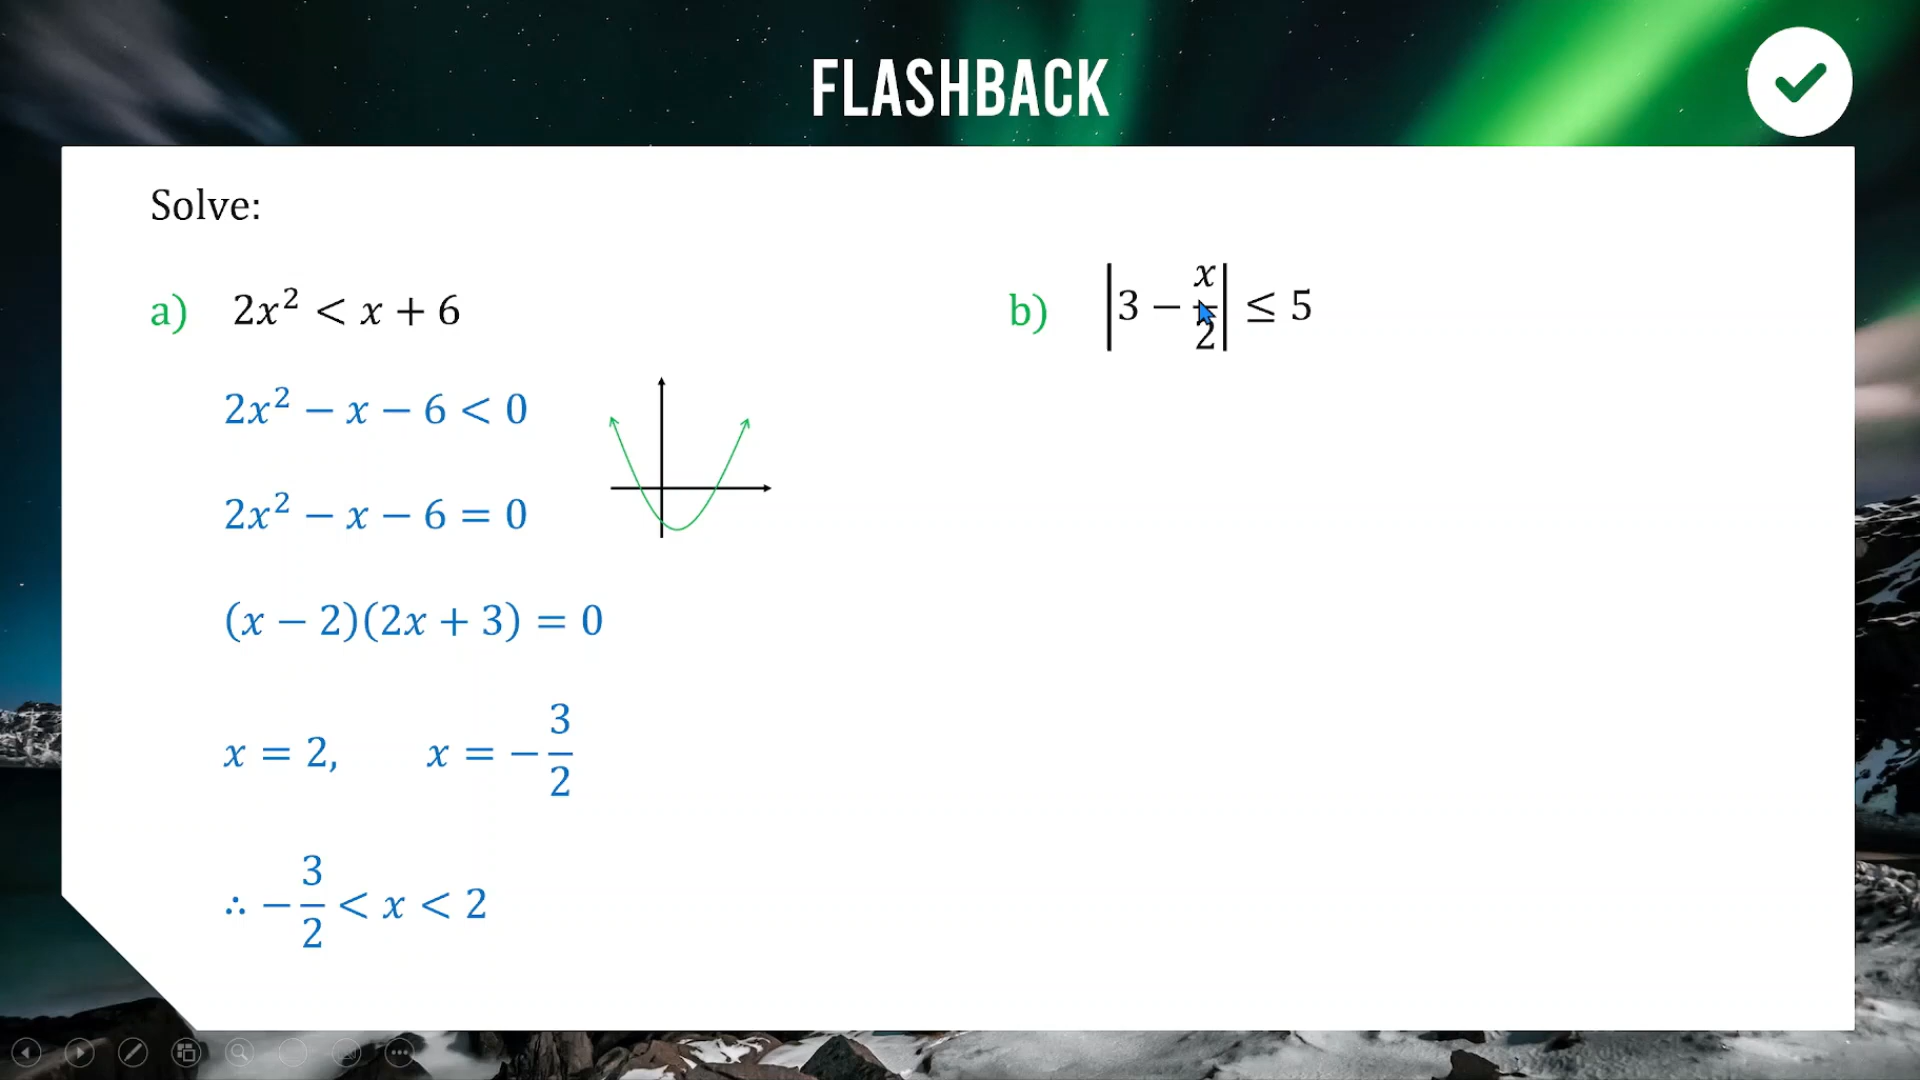 FLASHBACK
Solve:
a) 2x² < x + 6
2x² − x − 6 < 0
2x² − x − 6 = 0
(x − 2)(2x + 3) = 0
x = 2, x = −3/2
∴ −3/2 < x < 2
b) |3 − x/2| ≤ 5